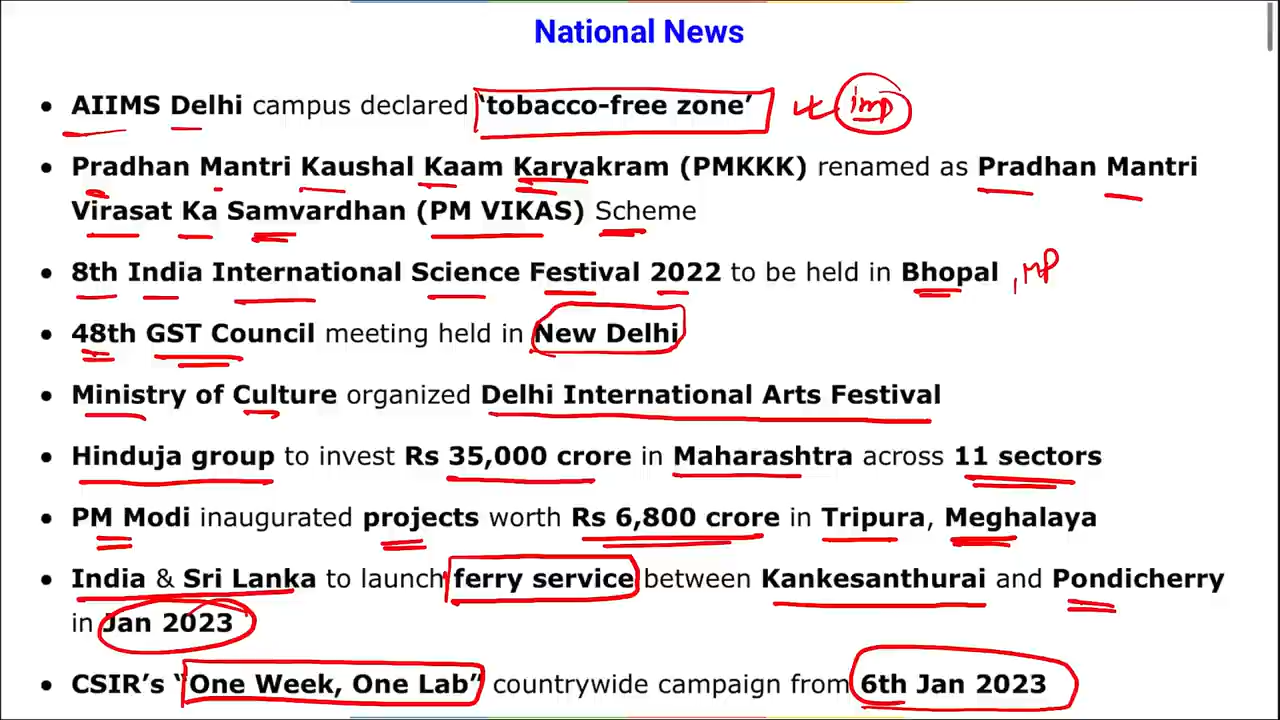 National News
• AIIMS Delhi campus declared ‘tobacco-free zone’ imp
• Pradhan Mantri Kaushal Kaam Karyakram (PMKKK) renamed as Pradhan Mantri
Virasat Ka Samvardhan (PM VIKAS) Scheme
• 8th India International Science Festival 2022 to be held in Bhopal , MP
• 48th GST Council meeting held in New Delhi
• Ministry of Culture organized Delhi International Arts Festival
• Hinduja group to invest Rs 35,000 crore in Maharashtra across 11 sectors
• PM Modi inaugurated projects worth Rs 6,800 crore in Tripura, Meghalaya
• India & Sri Lanka to launch ferry service between Kankesanthurai and Pondicherry
in Jan 2023
• CSIR’s “One Week, One Lab” countrywide campaign from 6th Jan 2023